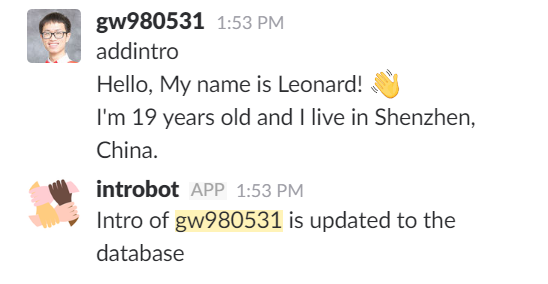 gw980531 1:53 PM
addintro
Hello, My name is Leonard! 👋
I'm 19 years old and I live in Shenzhen,
China.
introbot APP 1:53 PM
Intro of gw980531 is updated to the
database